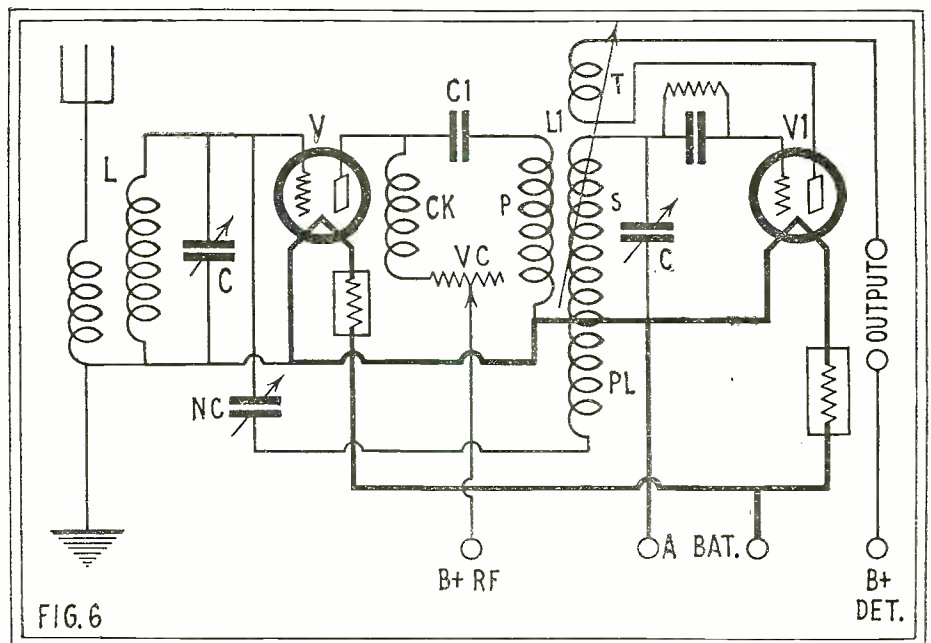 C1
V
L1
T
V1
L
CK
P
S
C
VC
C
OUTPUT
NC
PL
B+ RF
A BAT.
B+
DET.
FIG. 6